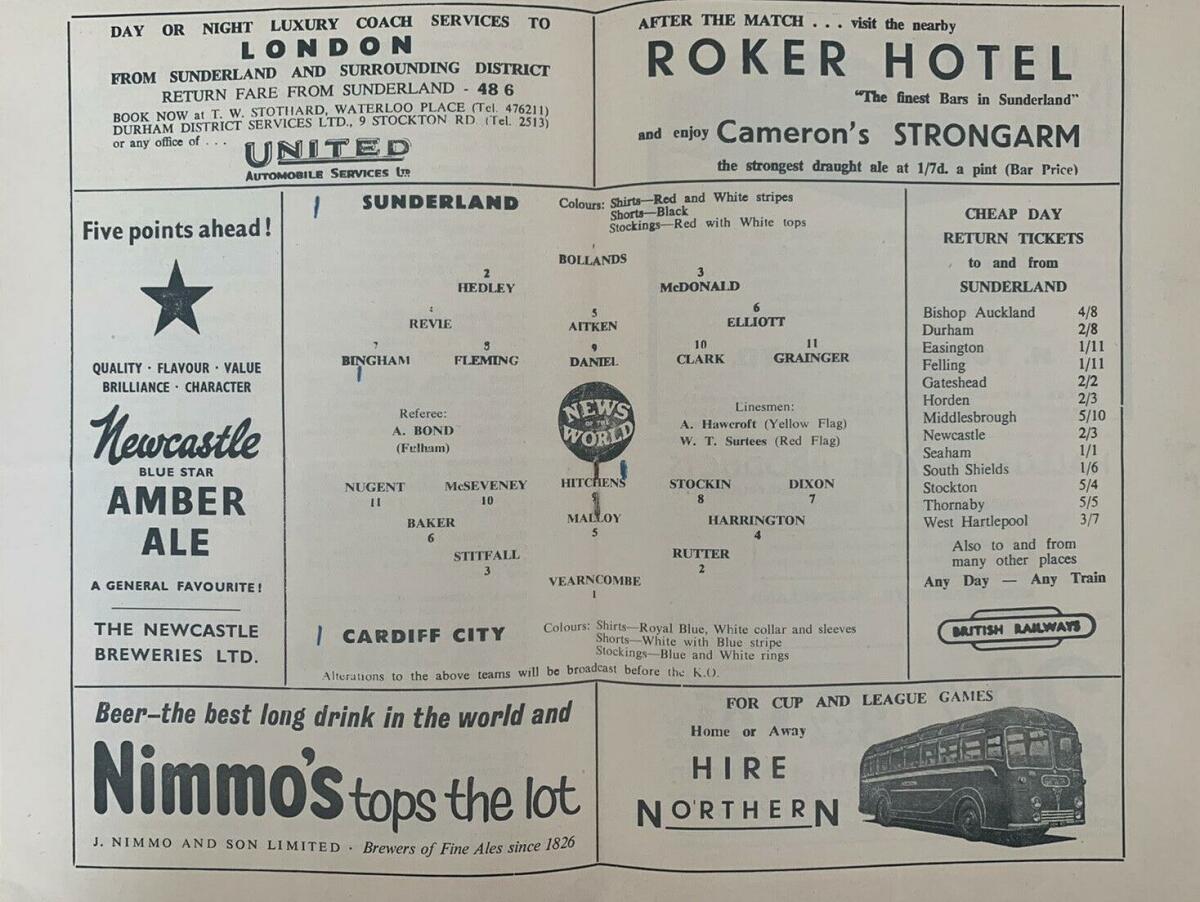 DAY OR NIGHT LUXURY COACH SERVICES TO
LONDON
FROM SUNDERLAND AND SURROUNDING DISTRICT
RETURN FARE FROM SUNDERLAND - 48 6
BOOK NOW at T. W. STOTHARD, WATERLOO PLACE (Tel. 476211)
DURHAM DISTRICT SERVICES LTD., 9 STOCKTON RD. (Tel. 2513)
or any office of . . .
UNITED
AUTOMOBILE SERVICES LTD
AFTER THE MATCH . . . visit the nearby
ROKER HOTEL
"The finest Bars in Sunderland"
and enjoy Cameron's STRONGARM
the strongest draught ale at 1/7d. a pint (Bar Price)
Five points ahead!
QUALITY · FLAVOUR · VALUE
BRILLIANCE · CHARACTER
Newcastle
BLUE STAR
AMBER
ALE
A GENERAL FAVOURITE!
THE NEWCASTLE
BREWERIES LTD.
1 SUNDERLAND
Colours: Shirts—Red and White stripes
Shorts—Black
Stockings—Red with White tops
1
BOLLANDS
2 3
HEDLEY McDONALD
4 5 6
REVIE AITKEN ELLIOTT
7 8 9 10 11
BINGHAM FLEMING DANIEL CLARK GRAINGER
1
Referee:
A. BOND
(Fulham)
NEWS
OF THE
WORLD
Linesmen:
A. Hawcroft (Yellow Flag)
W. T. Surtees (Red Flag)
1
NUGENT McSEVENEY HITCHENS STOCKIN DIXON
11 10 9 8 7
BAKER MALLOY HARRINGTON
6 5 4
STITFALL RUTTER
3 2
VEARNCOMBE
1
1 CARDIFF CITY
Colours: Shirts—Royal Blue, White collar and sleeves
Shorts—White with Blue stripe
Stockings—Blue and White rings
Alterations to the above teams will be broadcast before the K.O.
CHEAP DAY
RETURN TICKETS
to and from
SUNDERLAND
Bishop Auckland 4/8
Durham 2/8
Easington 1/11
Felling 1/11
Gateshead 2/2
Horden 2/3
Middlesbrough 5/10
Newcastle 2/3
Seaham 1/1
South Shields 1/6
Stockton 5/4
Thornaby 5/5
West Hartlepool 3/7
Also to and from
many other places
Any Day — Any Train
BRITISH RAILWAYS
Beer–the best long drink in the world and
Nimmo's tops the lot
J. NIMMO AND SON LIMITED · Brewers of Fine Ales since 1826
FOR CUP AND LEAGUE GAMES
Home or Away
HIRE
NORTHERN